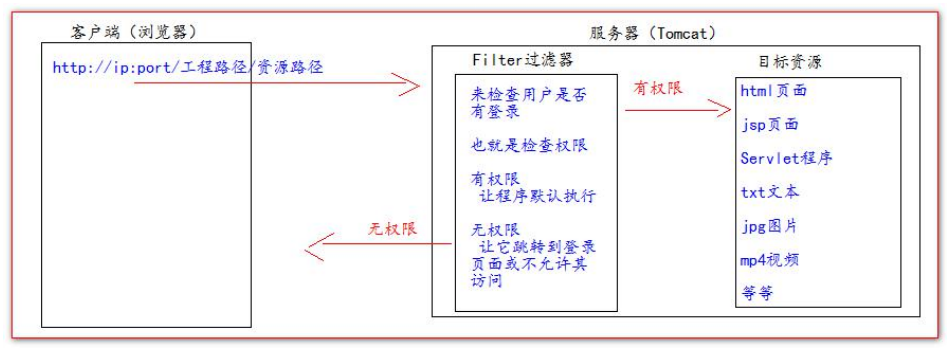 客户端（浏览器）
http://ip:port/工程路径/资源路径
服务器（Tomcat）
Filter过滤器
来检查用户是否
有登录
也就是检查权限
有权限
让程序默认执行
无权限
让它跳转到登录
页面或不允许其
访问
有权限
无权限
目标资源
html页面
jsp页面
Servlet程序
txt文本
jpg图片
mp4视频
等等